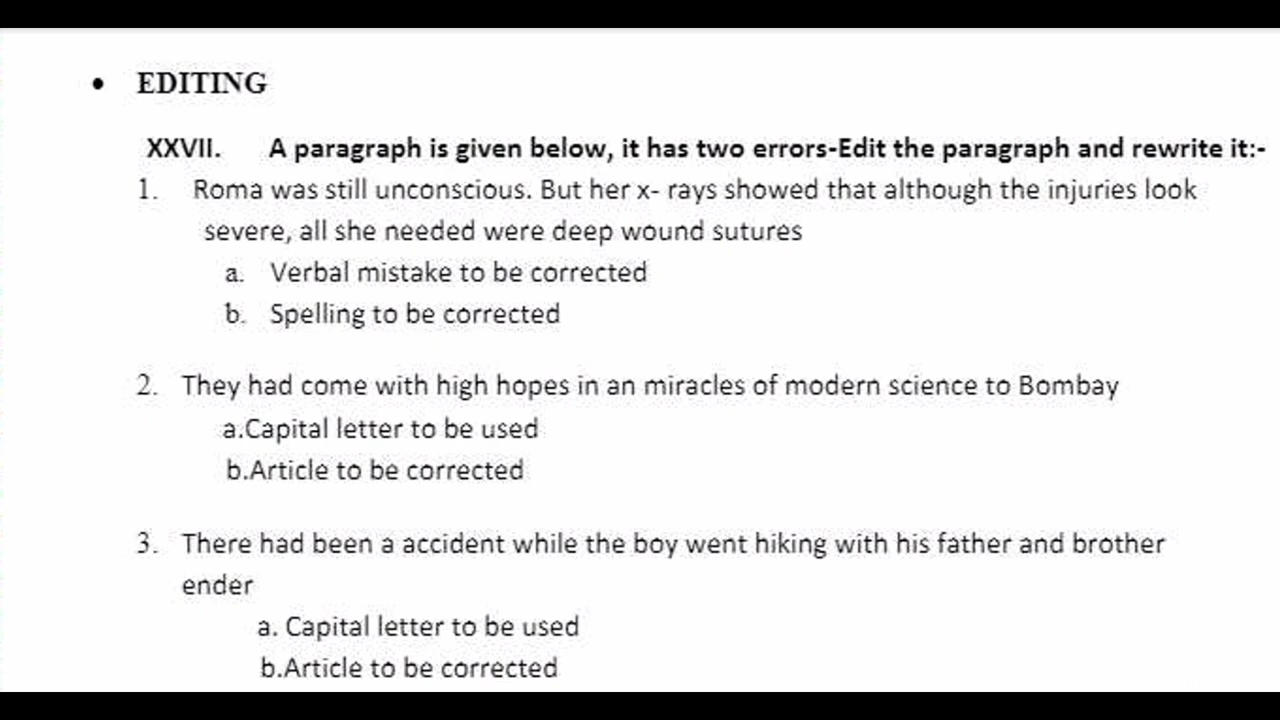 • EDITING
XXVII. A paragraph is given below, it has two errors-Edit the paragraph and rewrite it:-
1. Roma was still unconscious. But her x- rays showed that although the injuries look
severe, all she needed were deep wound sutures
a. Verbal mistake to be corrected
b. Spelling to be corrected
2. They had come with high hopes in an miracles of modern science to Bombay
a.Capital letter to be used
b.Article to be corrected
3. There had been a accident while the boy went hiking with his father and brother
ender
a. Capital letter to be used
b.Article to be corrected